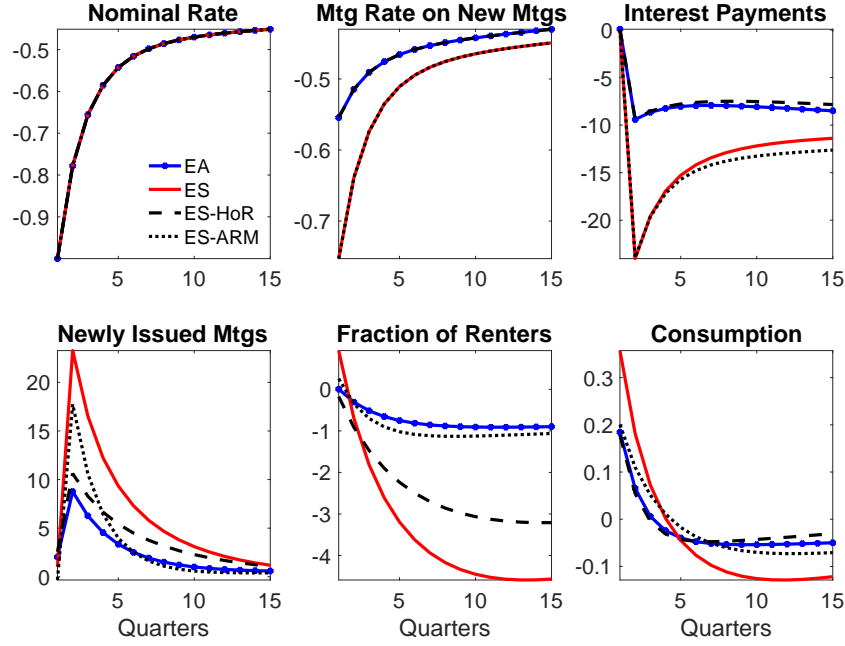 Nominal Rate
-0.5
-0.6
-0.7
-0.8
-0.9
5 10 15
EA
ES
ES-HoR
ES-ARM
Mtg Rate on New Mtgs
-0.5
-0.6
-0.7
5 10 15
Interest Payments
0
-5
-10
-15
-20
5 10 15
Newly Issued Mtgs
20
15
10
5
0
5 10 15
Quarters
Fraction of Renters
0
-1
-2
-3
-4
5 10 15
Quarters
Consumption
0.3
0.2
0.1
0
-0.1
5 10 15
Quarters